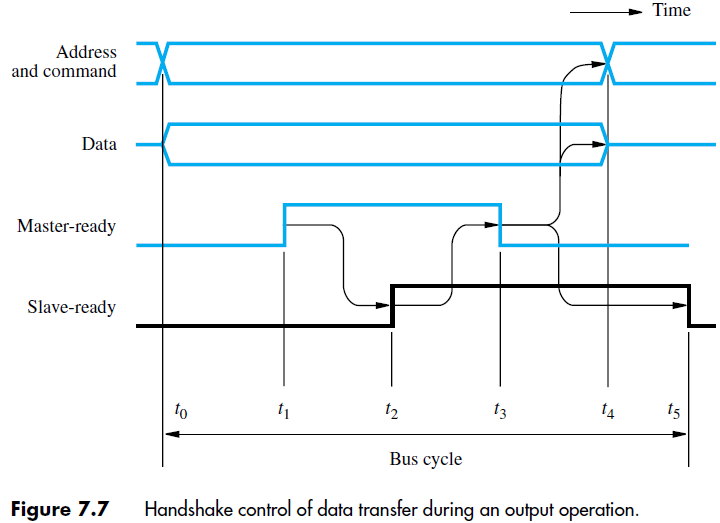 Time
Address
and command
Data
Master-ready
Slave-ready
t0 t1 t2 t3 t4 t5
Bus cycle
Figure 7.7 Handshake control of data transfer during an output operation.